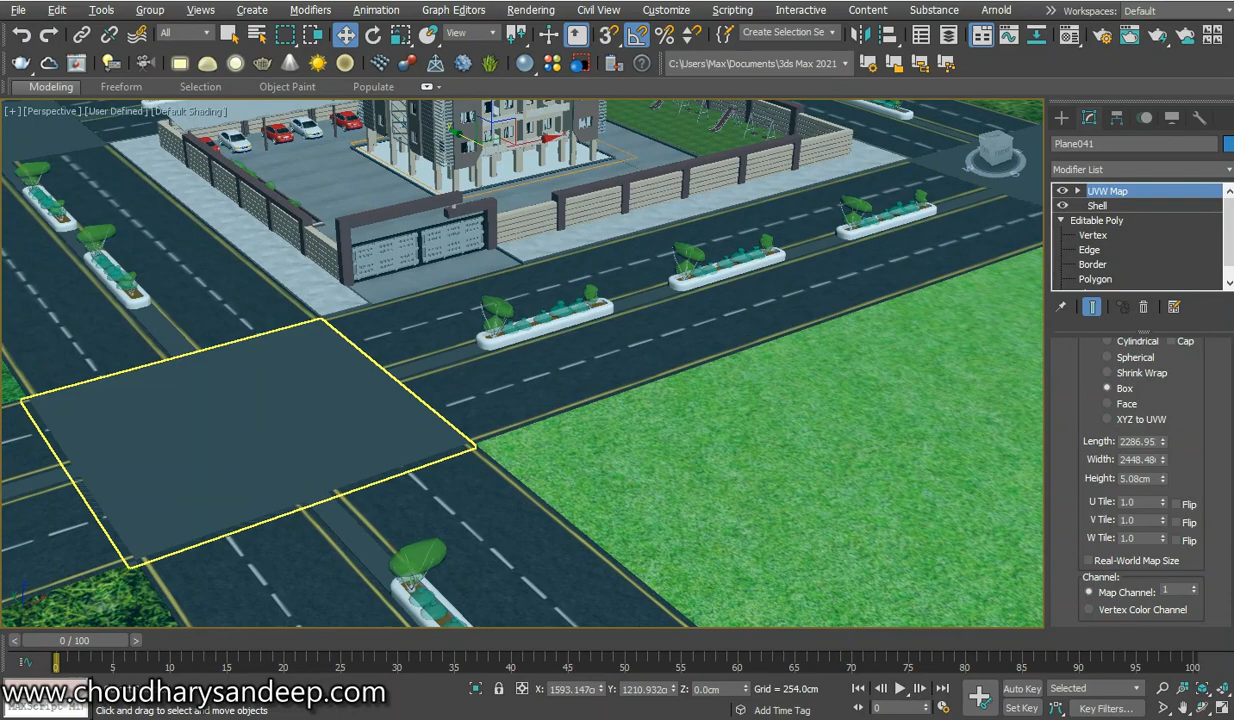 File Edit Tools Group Views Create Modifiers Animation Graph Editors Rendering Civil View Customize Scripting Interactive Content Substance Arnold Workspaces: Default
All View Create Selection Se
C:\Users\Max\Documents\3ds Max 2021
Modeling Freeform Selection Object Paint Populate
[+] [Perspective] [User Defined] [Default Shading]
Plane041
Modifier List
UVW Map
Shell
Editable Poly
Vertex
Edge
Border
Polygon
Cylindrical Cap
Spherical
Shrink Wrap
Box
Face
XYZ to UVW
Length: 2286.95
Width: 2448.48
Height: 5.08cm
U Tile: 1.0 Flip
V Tile: 1.0 Flip
W Tile: 1.0 Flip
Real-World Map Size
Channel:
Map Channel: 1
Vertex Color Channel
< 0 / 100 >
0 5 10 15 20 25 30 35 40 45 50 55 60 65 70 75 80 85 90 95 100
www.choudharysandeep.com
X: 1593.147c Y: 1210.932c Z: 0.0cm Grid = 254.0cm
Auto Key Selected
MAXScript Click and drag to select and move objects
Add Time Tag
0
Set Key Key Filters...